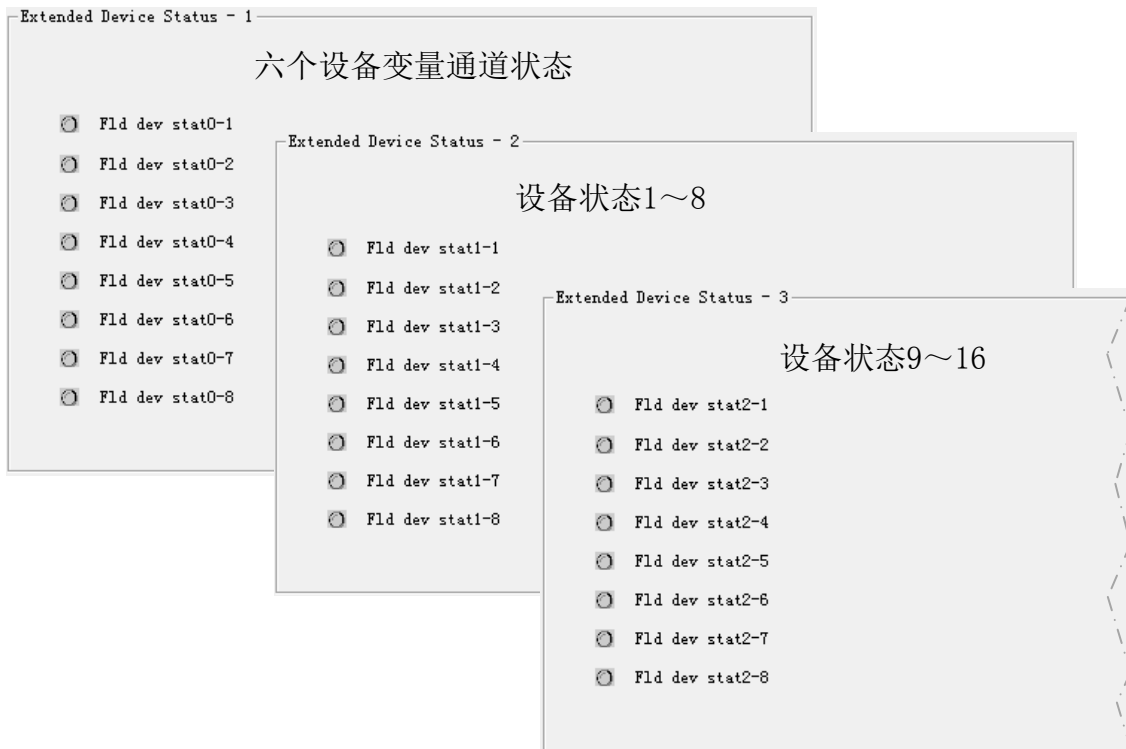 Extended Device Status - 1
六个设备变量通道状态
Fld dev stat0-1
Fld dev stat0-2
Fld dev stat0-3
Fld dev stat0-4
Fld dev stat0-5
Fld dev stat0-6
Fld dev stat0-7
Fld dev stat0-8
Extended Device Status - 2
设备状态1～8
Fld dev stat1-1
Fld dev stat1-2
Fld dev stat1-3
Fld dev stat1-4
Fld dev stat1-5
Fld dev stat1-6
Fld dev stat1-7
Fld dev stat1-8
Extended Device Status - 3
设备状态9～16
Fld dev stat2-1
Fld dev stat2-2
Fld dev stat2-3
Fld dev stat2-4
Fld dev stat2-5
Fld dev stat2-6
Fld dev stat2-7
Fld dev stat2-8